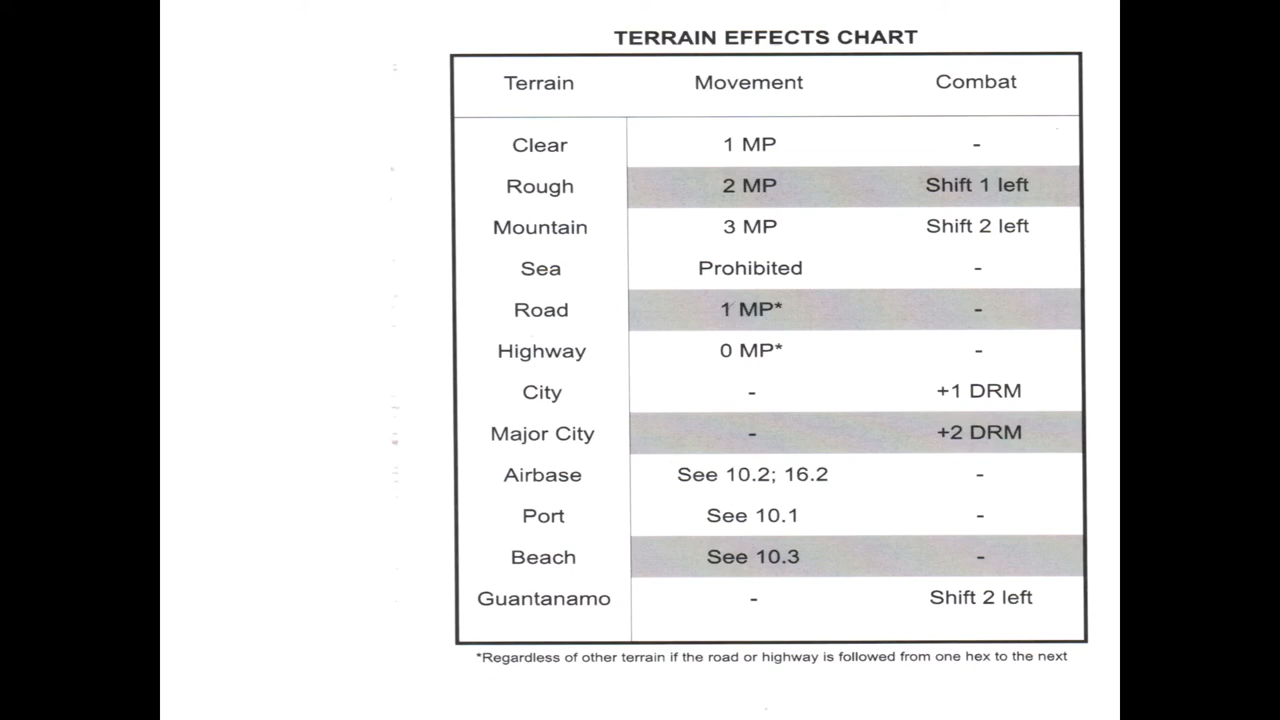 TERRAIN EFFECTS CHART
Terrain Movement Combat
Clear 1 MP -
Rough 2 MP Shift 1 left
Mountain 3 MP Shift 2 left
Sea Prohibited -
Road 1 MP* -
Highway 0 MP* -
City - +1 DRM
Major City - +2 DRM
Airbase See 10.2; 16.2 -
Port See 10.1 -
Beach See 10.3 -
Guantanamo - Shift 2 left
*Regardless of other terrain if the road or highway is followed from one hex to the next